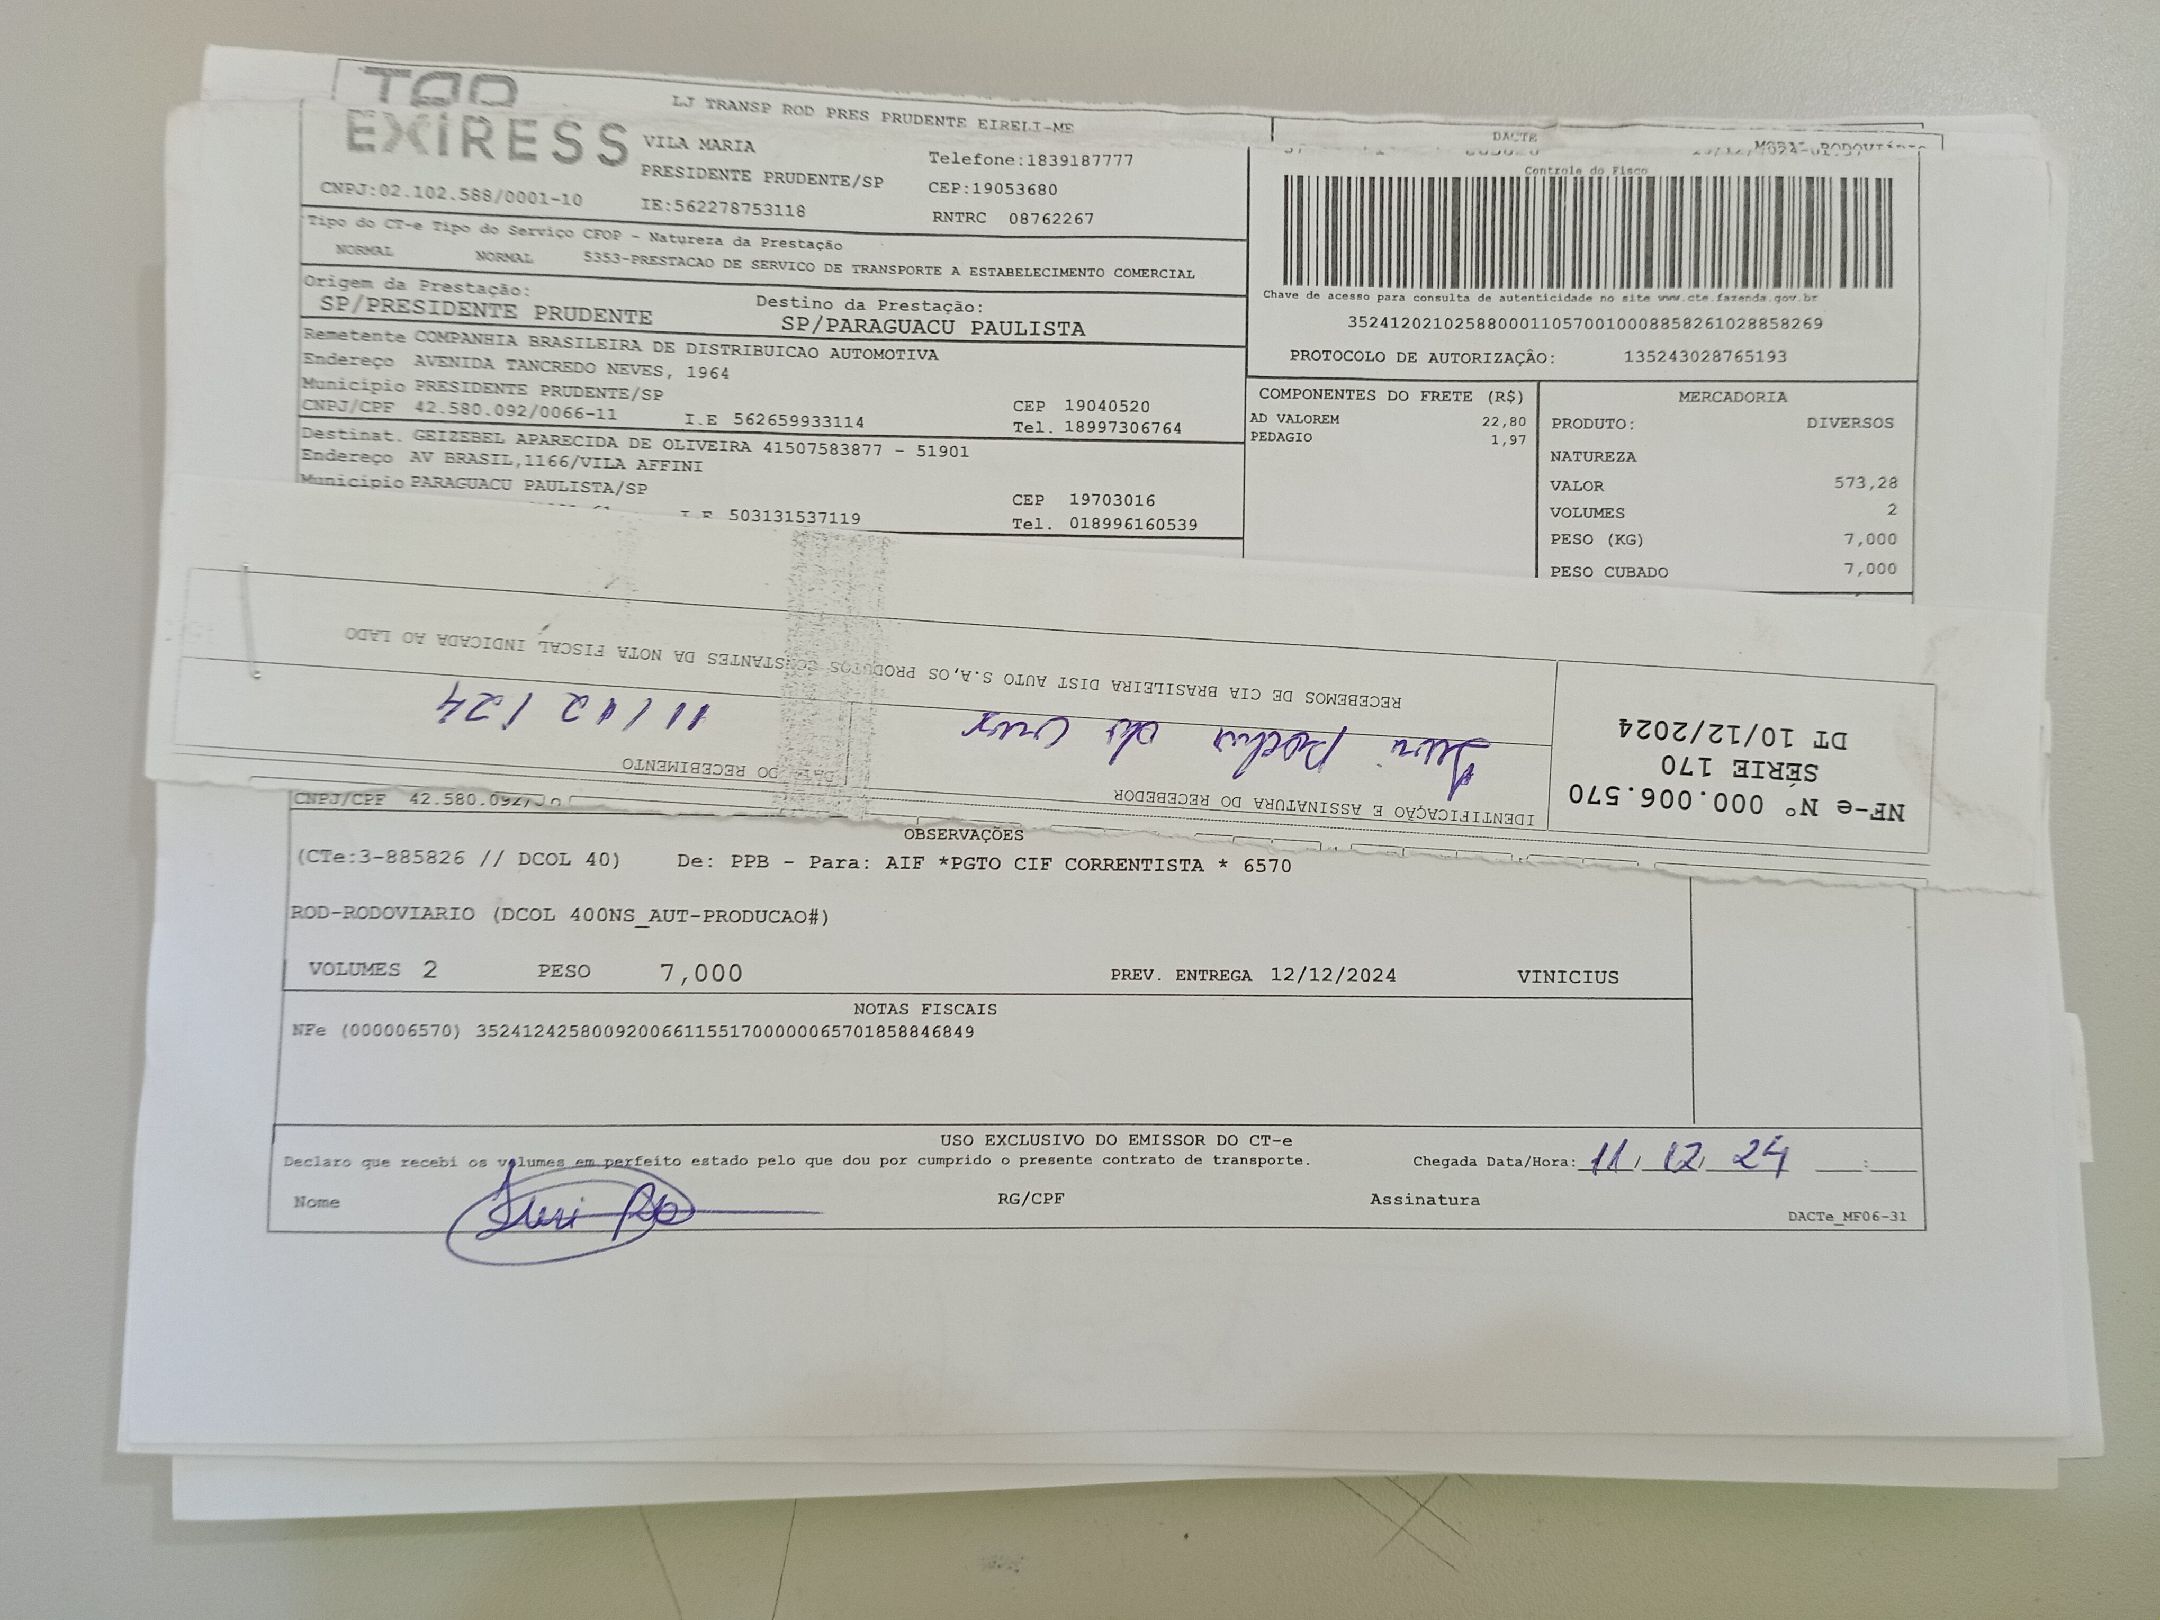 EXIRESS
LJ TRANSP ROD PRES PRUDENTE EIRELI-ME
VILA MARIA
PRESIDENTE PRUDENTE/SP
Telefone:1839187777
CEP:19053680
CNPJ:02.102.588/0001-10
IE:562278753118
RNTRC 08762267
DACTE
Controle do Fisco
Tipo do CT-e Tipo do Serviço CFOP - Natureza da Prestação
NORMAL NORMAL 5353-PRESTACAO DE SERVICO DE TRANSPORTE A ESTABELECIMENTO COMERCIAL
Origem da Prestação:
SP/PRESIDENTE PRUDENTE
Destino da Prestação:
SP/PARAGUACU PAULISTA
Chave de acesso para consulta de autenticidade no site www.cte.fazenda.gov.br
35241202102588000110570010008858261028858269
PROTOCOLO DE AUTORIZAÇÃO: 135243028765193
Remetente COMPANHIA BRASILEIRA DE DISTRIBUICAO AUTOMOTIVA
Endereço AVENIDA TANCREDO NEVES, 1964
Municipio PRESIDENTE PRUDENTE/SP
CEP 19040520
CNPJ/CPF 42.580.092/0066-11 I.E 562659933114
Tel. 18997306764
Destinat. GEIZEBEL APARECIDA DE OLIVEIRA 41507583877 - 51901
Endereço AV BRASIL,1166/VILA AFFINI
Municipio PARAGUACU PAULISTA/SP
CEP 19703016
I.E 503131537119
Tel. 018996160539
COMPONENTES DO FRETE (R$)
AD VALOREM 22,80
PEDAGIO 1,97
MERCADORIA
PRODUTO: DIVERSOS
NATUREZA
VALOR 573,28
VOLUMES 2
PESO (KG) 7,000
PESO CUBADO 7,000
NF-e Nº 000.006.570
SÉRIE 170
DT 10/12/2024
IDENTIFICAÇÃO E ASSINATURA DO RECEBEDOR
DATA DO RECEBIMENTO
11/12/24
RECEBEMOS DE CIA BRASILEIRA DIST AUTO S.A,OS PRODUTOS CONSTANTES DA NOTA FISCAL INDICADA AO LADO
CNPJ/CPF
OBSERVAÇÕES
(CTe:3-885826 // DCOL 40) De: PPB - Para: AIF *PGTO CIF CORRENTISTA * 6570
ROD-RODOVIARIO (DCOL 400NS_AUT-PRODUCAO#)
VOLUMES 2 PESO 7,000 PREV. ENTREGA 12/12/2024 VINICIUS
NOTAS FISCAIS
NFe (000006570) 35241242580092006611551700000065701858846849
USO EXCLUSIVO DO EMISSOR DO CT-e
Declaro que recebi os volumes em perfeito estado pelo que dou por cumprido o presente contrato de transporte.
Chegada Data/Hora: 11/12/24 __:__
Nome RG/CPF Assinatura
DACTe_MF06-31